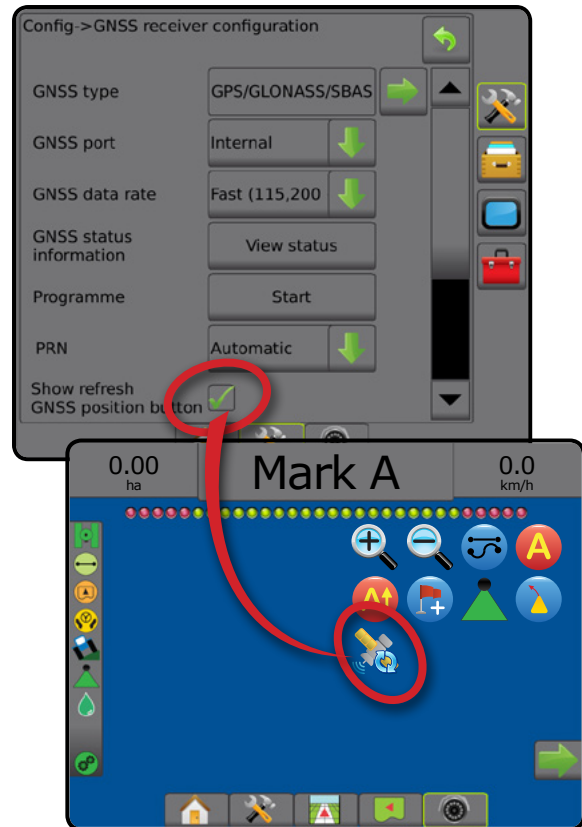 Config->GNSS receiver configuration
GNSS type
GPS/GLONASS/SBAS
GNSS port
Internal
GNSS data rate
Fast (115,200
GNSS status
information
View status
Programme
Start
PRN
Automatic
Show refresh
GNSS position button
0.00
ha
Mark A
0.0
km/h
A
A